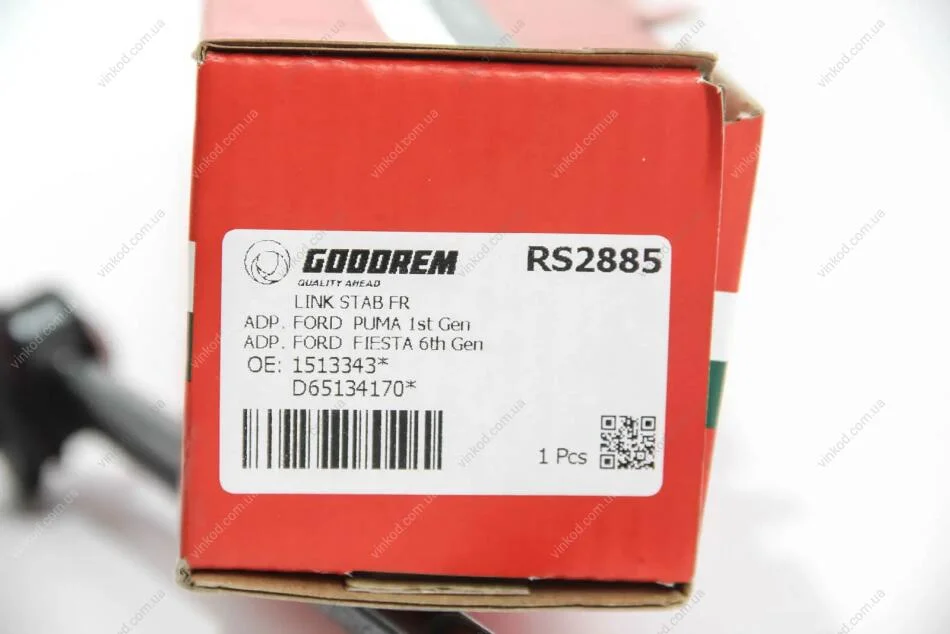 GOODREM RS2885
QUALITY AHEAD
LINK STAB FR
ADP. FORD PUMA 1st Gen
ADP. FORD FIESTA 6th Gen
OE: 1513343*
D65134170*
1 Pcs
vinkod.com.ua